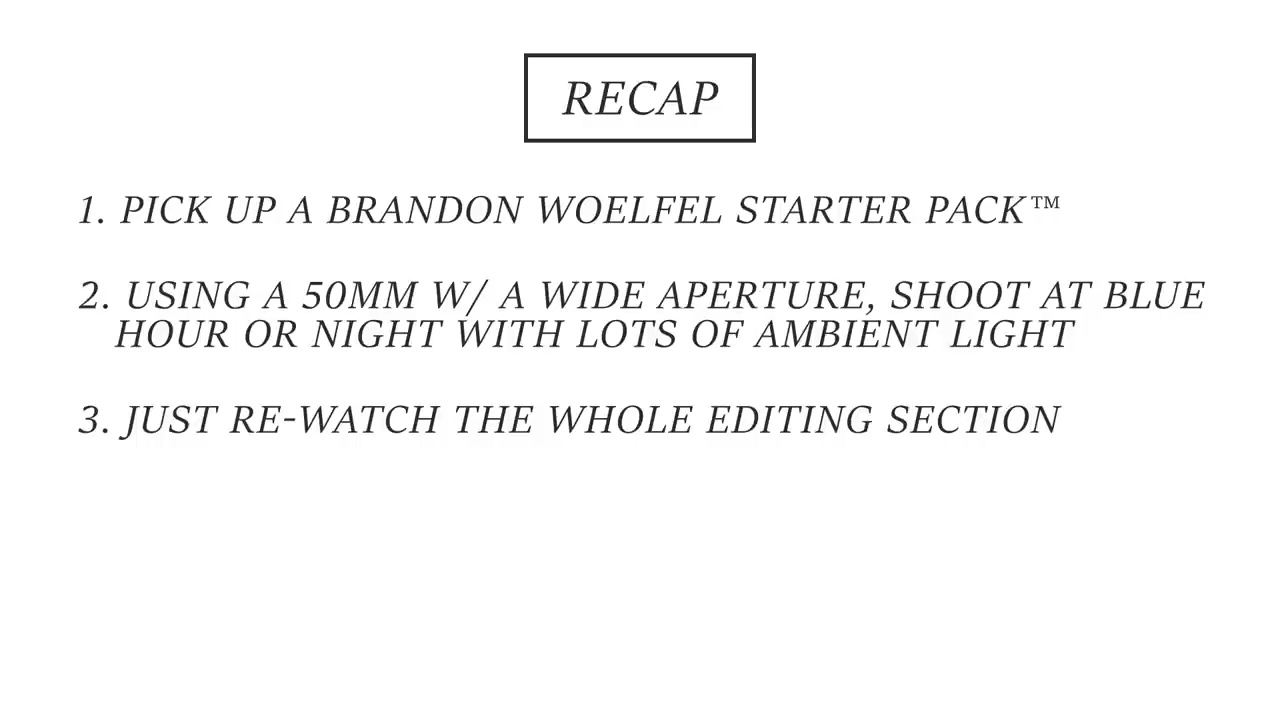 RECAP
1. PICK UP A BRANDON WOELFEL STARTER PACK™
2. USING A 50MM W/ A WIDE APERTURE, SHOOT AT BLUE
HOUR OR NIGHT WITH LOTS OF AMBIENT LIGHT
3. JUST RE-WATCH THE WHOLE EDITING SECTION